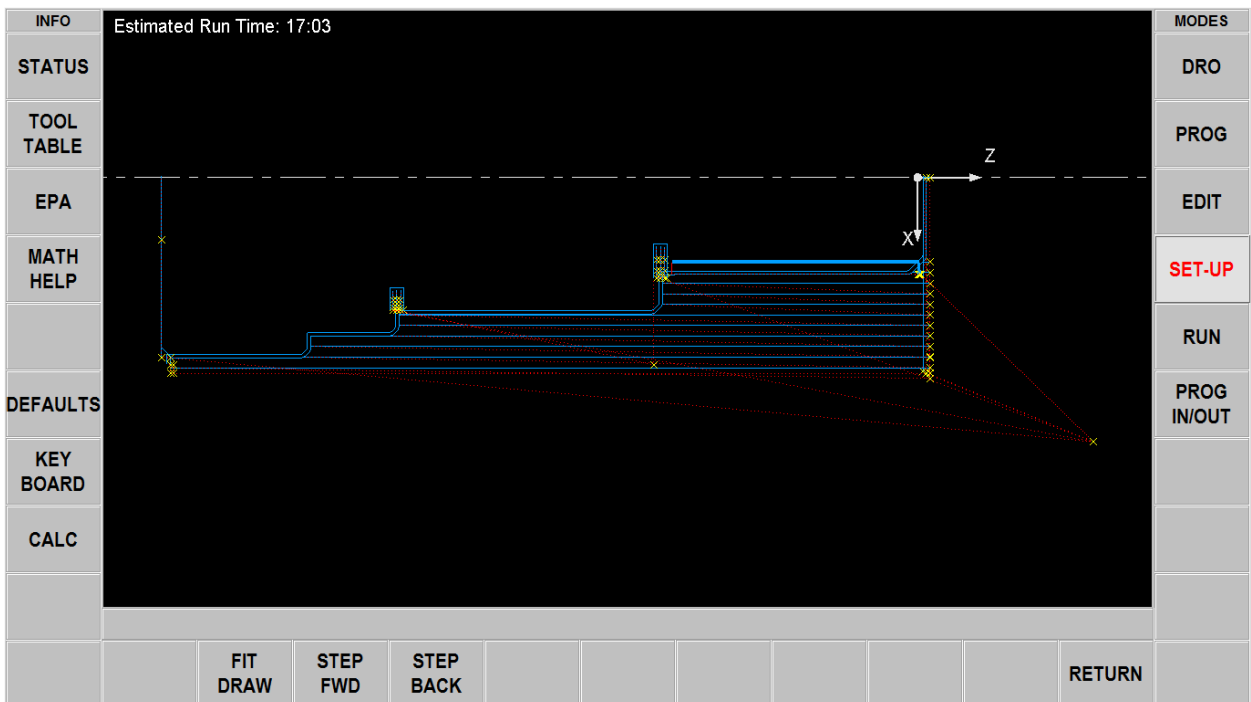 INFO
Estimated Run Time: 17:03
MODES
STATUS
TOOL
TABLE
EPA
MATH
HELP
DEFAULTS
KEY
BOARD
CALC
Z
X
DRO
PROG
EDIT
SET-UP
RUN
PROG
IN/OUT
FIT
DRAW
STEP
FWD
STEP
BACK
RETURN